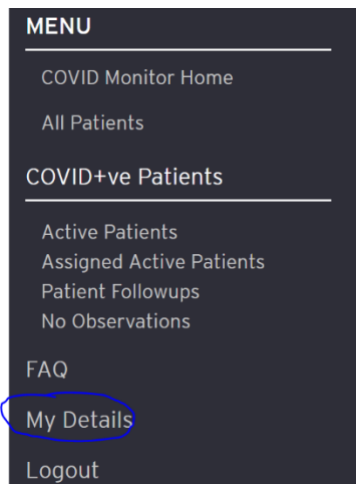 MENU
COVID Monitor Home
All Patients
COVID+ve Patients
Active Patients
Assigned Active Patients
Patient Followups
No Observations
FAQ
My Details
Logout